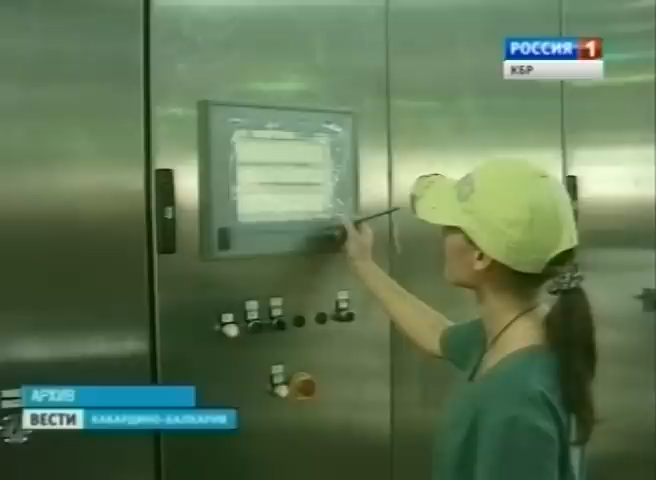 РОССИЯ 1
КБР
АРХИВ
ВЕСТИ КАБАРДИНО-БАЛКАРИЯ